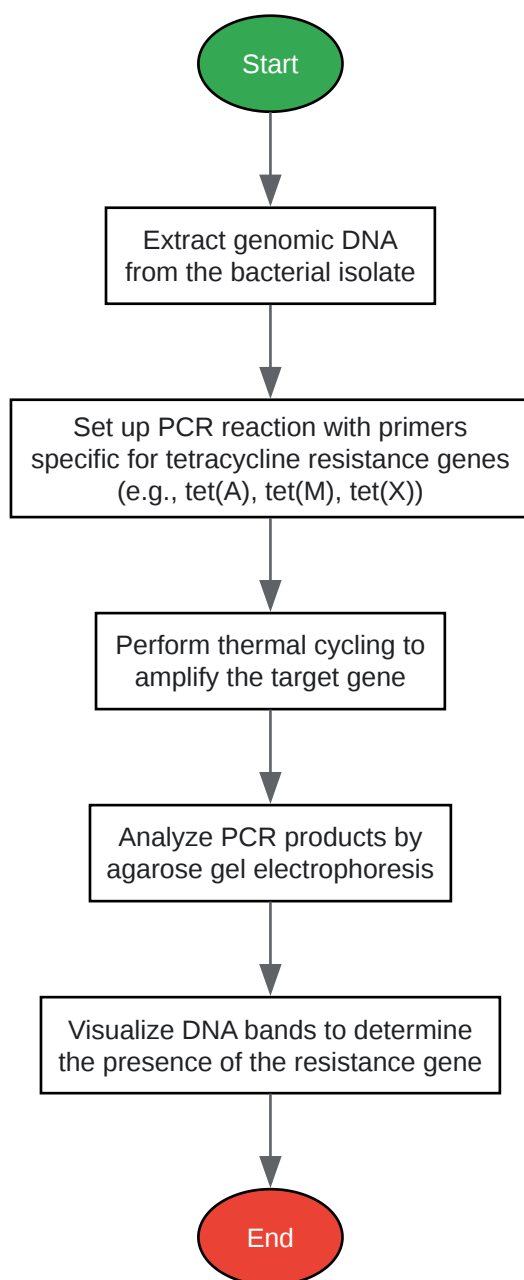 Start
Extract genomic DNA
from the bacterial isolate
Set up PCR reaction with primers
specific for tetracycline resistance genes
(e.g., tet(A), tet(M), tet(X))
Perform thermal cycling to
amplify the target gene
Analyze PCR products by
agarose gel electrophoresis
Visualize DNA bands to determine
the presence of the resistance gene
End